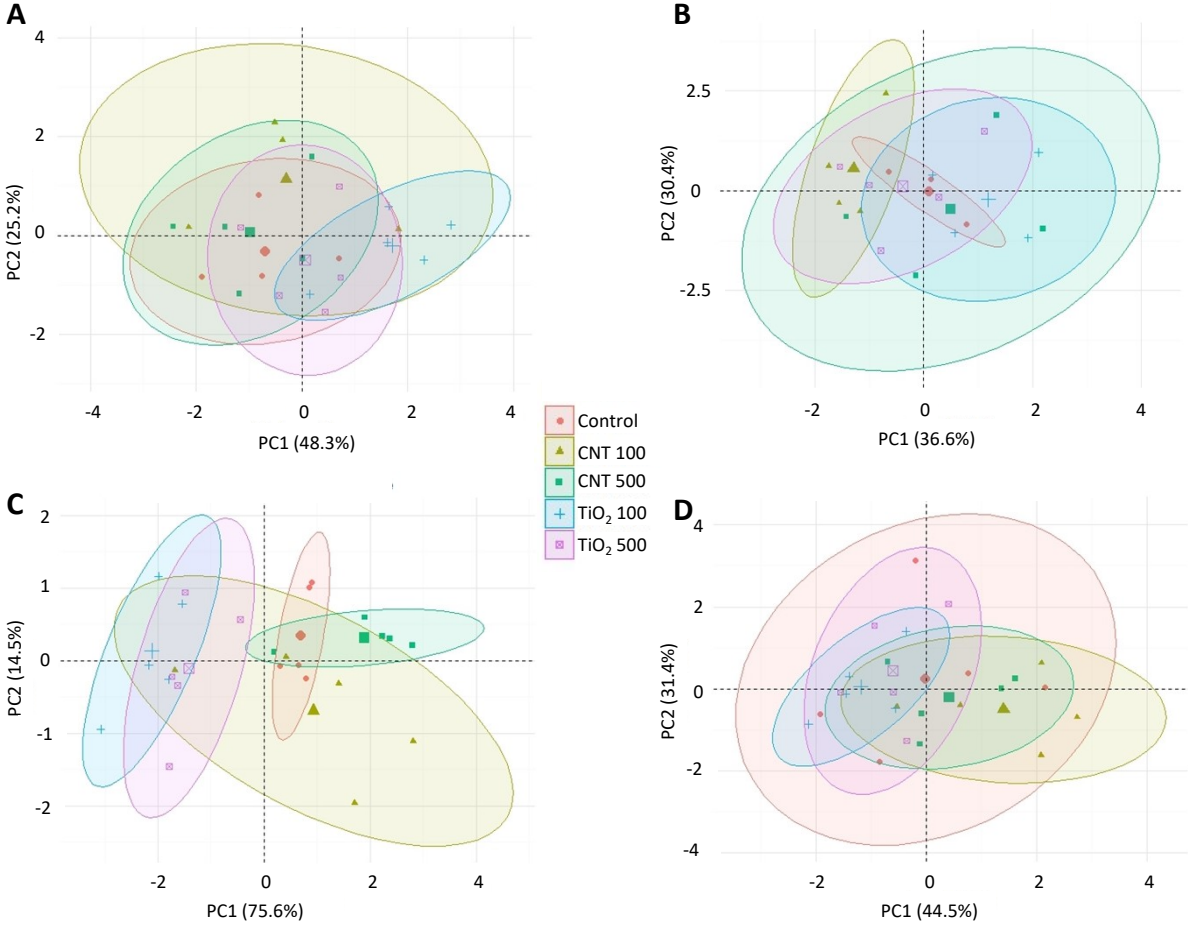 A
4
2
0
-2
PC2 (25.2%)
-4
-2
0
2
4
PC1 (48.3%)
B
2.5
0
-2.5
PC2 (30.4%)
-2
0
2
4
PC1 (36.6%)
Control
CNT 100
CNT 500
TiO₂ 100
TiO₂ 500
C
2
1
0
-1
-2
PC2 (14.5%)
-2
0
2
4
PC1 (75.6%)
D
4
2
0
-2
-4
PC2 (31.4%)
-2
0
2
4
PC1 (44.5%)